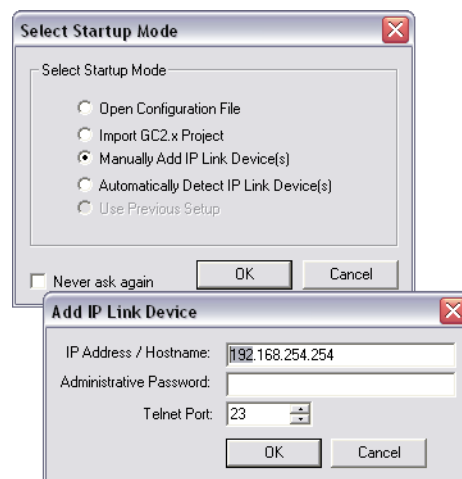 Select Startup Mode
Select Startup Mode
Open Configuration File
Import GC2.x Project
Manually Add IP Link Device(s)
Automatically Detect IP Link Device(s)
Use Previous Setup
Never ask again
OK
Cancel
Add IP Link Device
IP Address / Hostname:
192.168.254.254
Administrative Password:
Telnet Port:
23
OK
Cancel